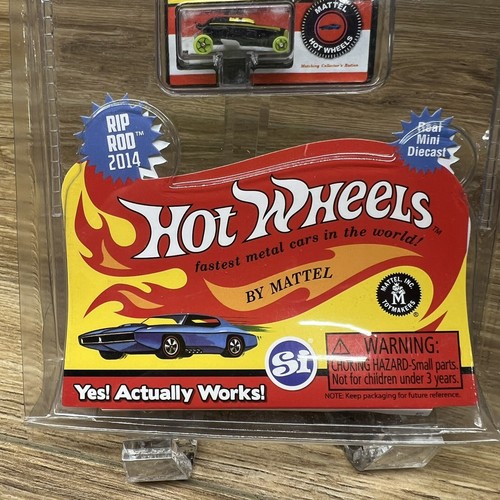 MATTEL
HOT WHEELS
Matching Collector's Button
RIP
ROD™
2014
Real
Mini
Diecast
HOT WHEELS™
fastest metal cars in the world!
BY MATTEL
MATTEL, INC.
M
TOYMAKERS
®
Si
⚠ WARNING:
CHOKING HAZARD-Small parts.
Not for children under 3 years.
Yes! Actually Works!
NOTE: Keep packaging for future reference.